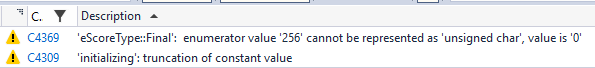 C. Description
C4369 'eScoreType::Final': enumerator value '256' cannot be represented as 'unsigned char', value is '0'
C4309 'initializing': truncation of constant value